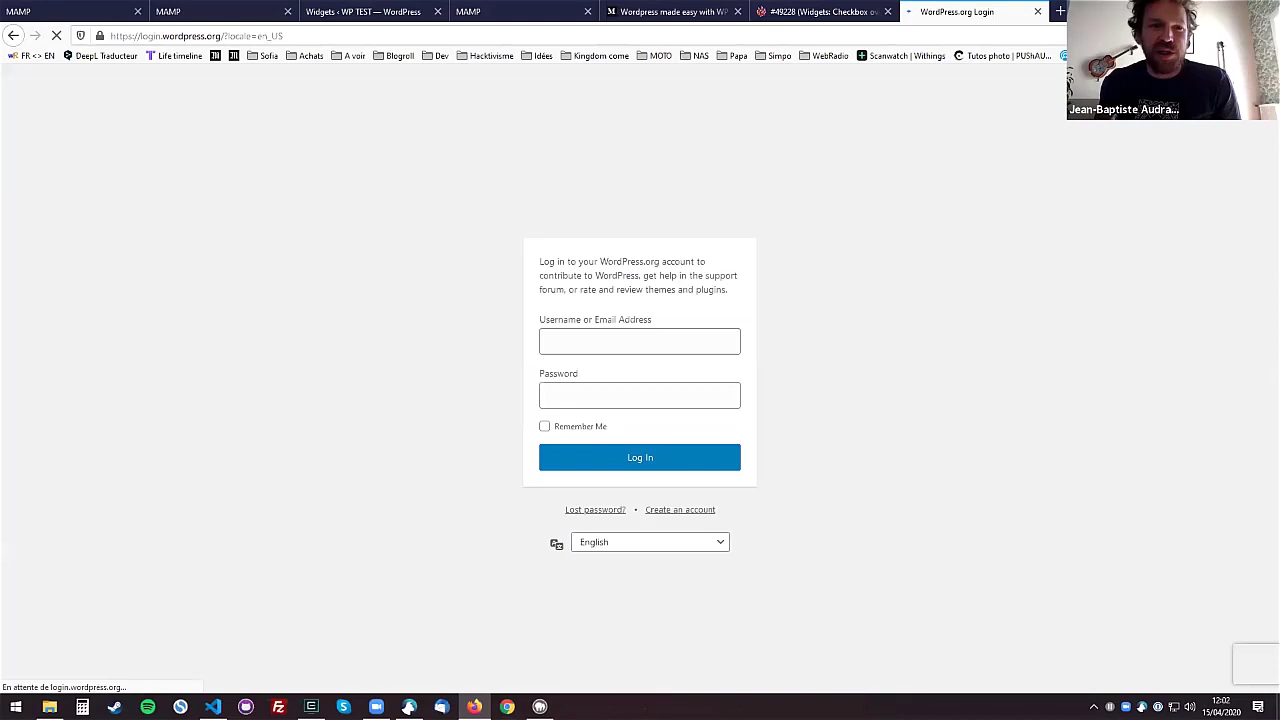 MAMP
MAMP
Widgets ‹ WP TEST — WordPress
MAMP
Wordpress made easy with WP
#49228 (Widgets: Checkbox ov
WordPress.org Login
https://login.wordpress.org/?locale=en_US
FR <> EN
DeepL Traducteur
Life timeline
Sofia
Achats
A voir
Blogroll
Dev
Hacktivisme
Idées
Kingdom come
MOTO
NAS
Papa
Simpo
WebRadio
Scanwatch | Withings
Tutos photo | PUShAU...
Jean-Baptiste Audra...
Log in to your WordPress.org account to
contribute to WordPress, get help in the support
forum, or rate and review themes and plugins.
Username or Email Address
Password
Remember Me
Log In
Lost password? • Create an account
English
En attente de login.wordpress.org...
12:02
15/04/2020